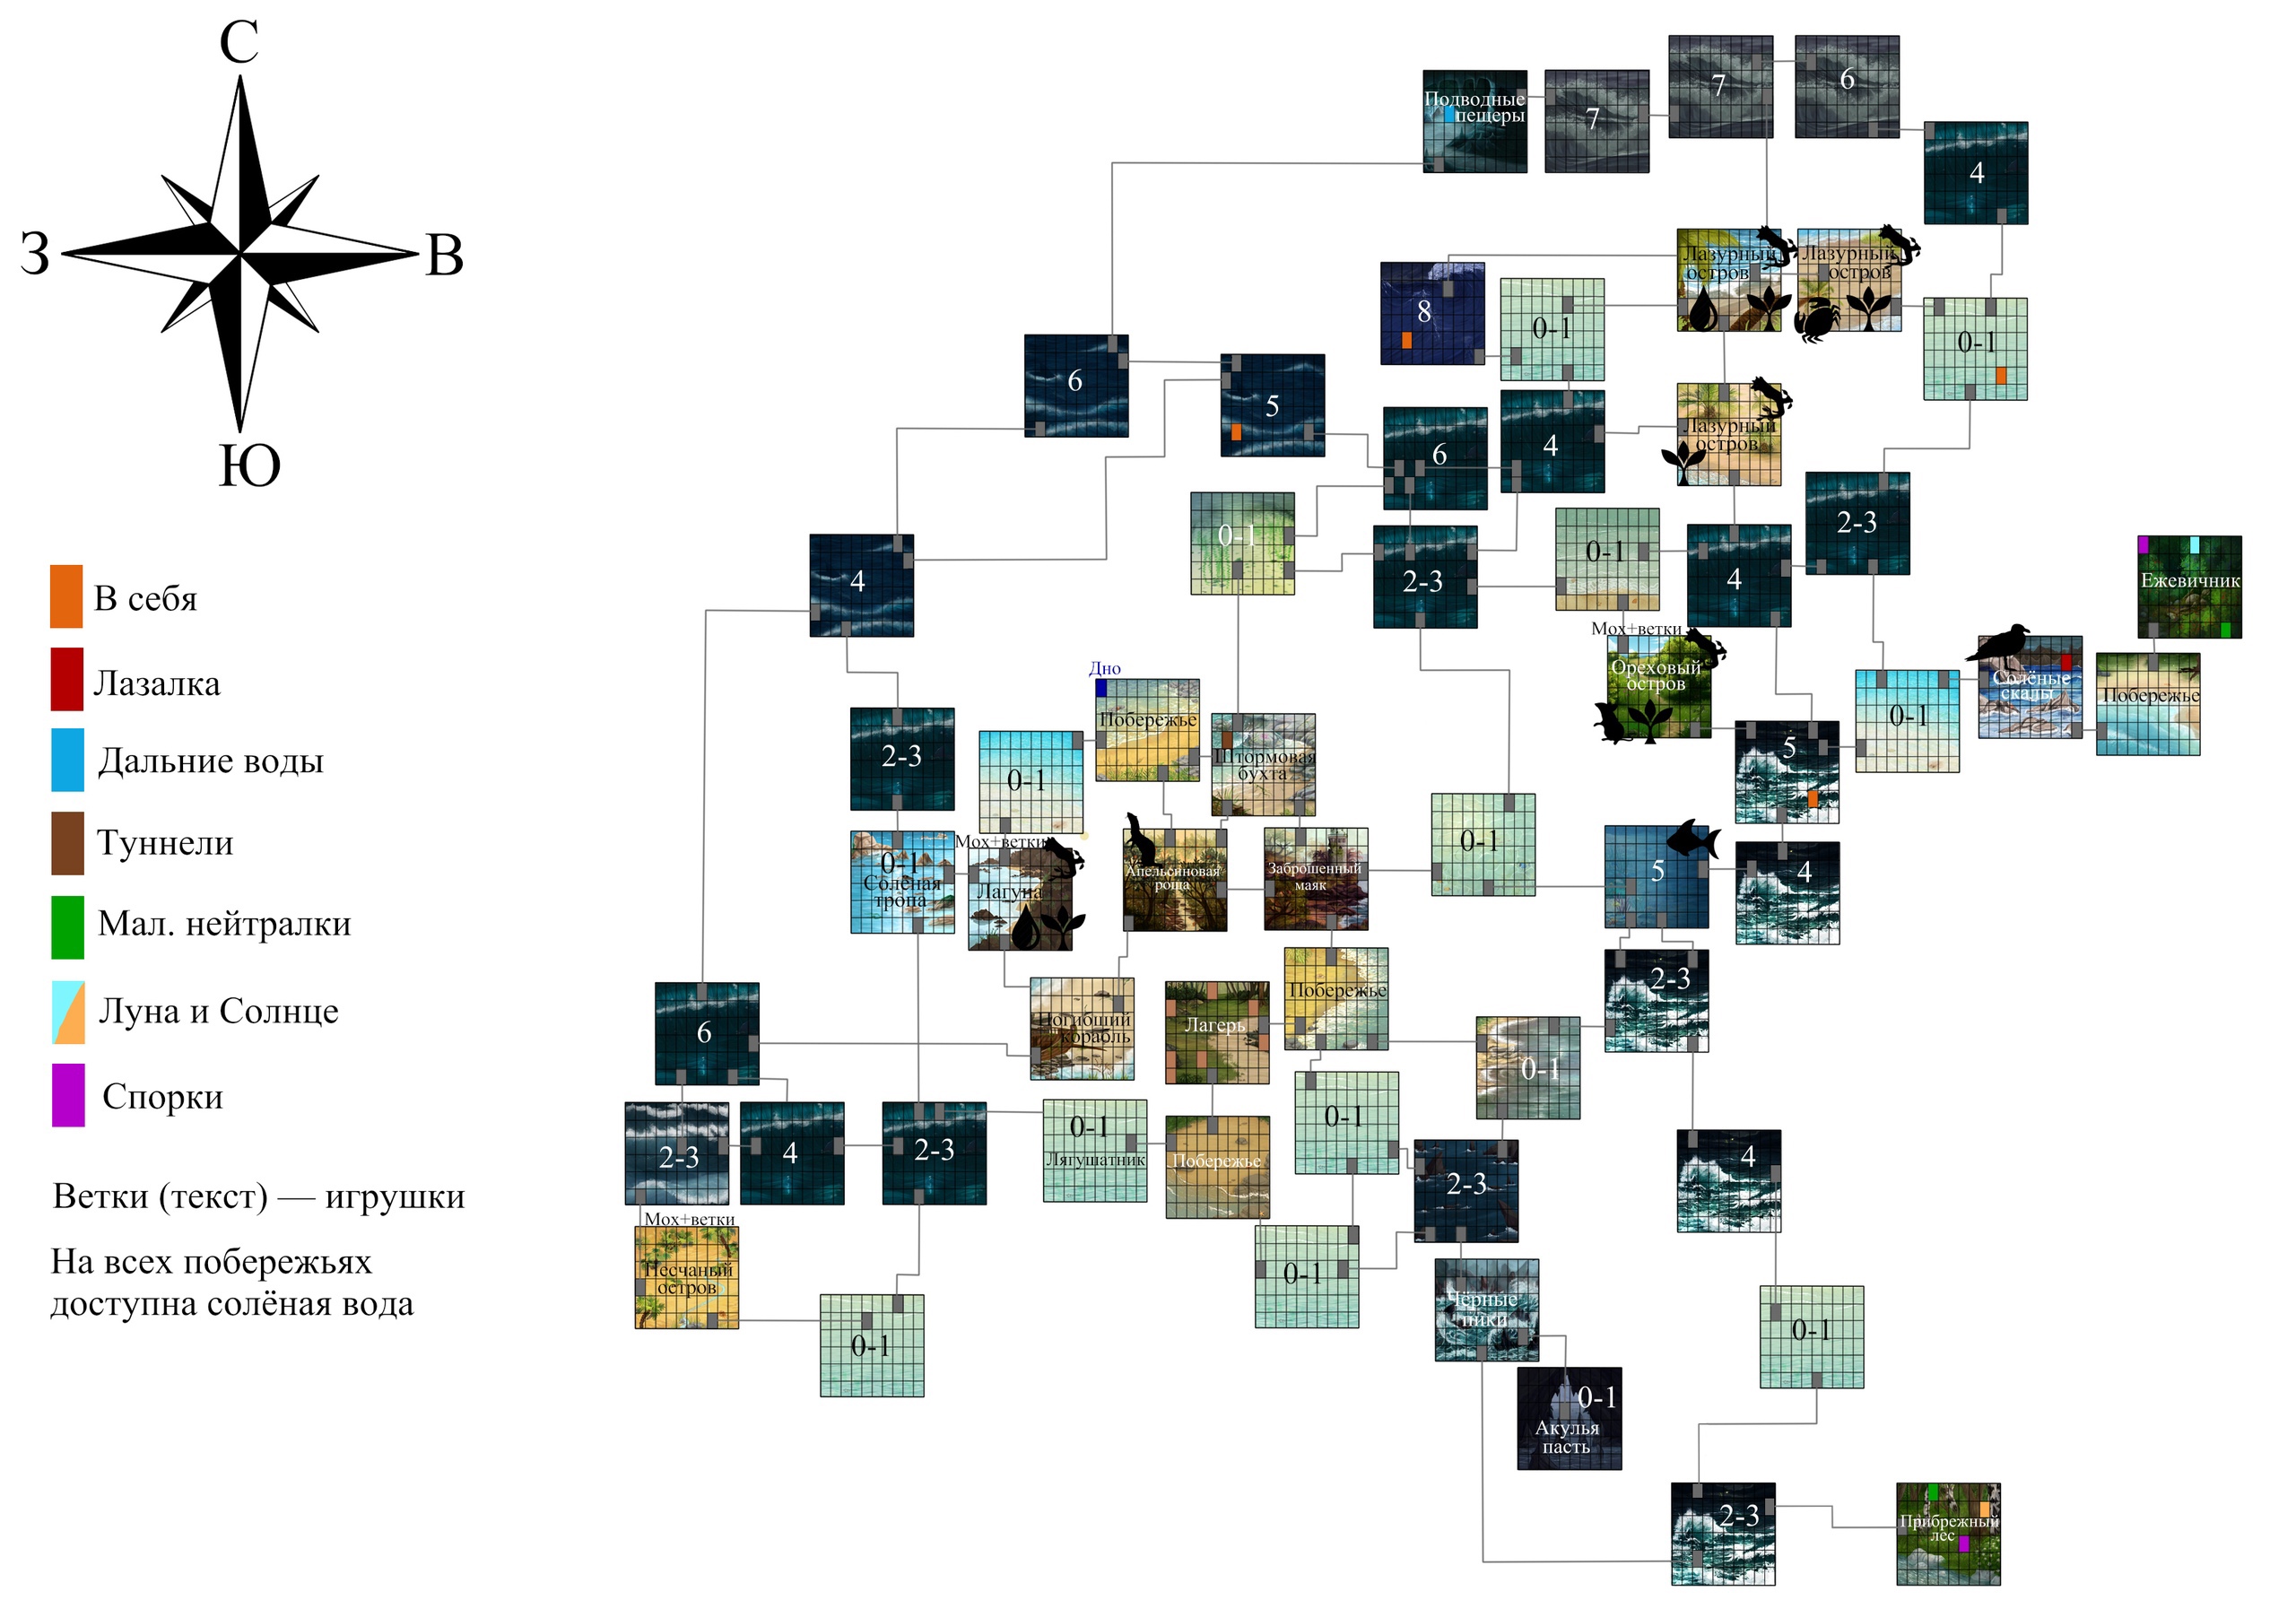 С
З
В
Ю
В себя
Лазалка
Дальние воды
Туннели
Мал. нейтралки
Луна и Солнце
Спорки
Ветки (текст) — игрушки
На всех побережьях
доступна солёная вода
Подводные
пещеры
7
7
6
4
Лазурный
остров
Лазурный
остров
8
0-1
0-1
6
5
6
4
Лазурный
остров
0-1
2-3
0-1
4
2-3
4
Ежевичник
Мох+ветки
Ореховый
остров
0-1
Солёные
скалы
Побережье
5
Дно
Побережье
2-3
0-1
Штормовая
бухта
0-1
5
4
0-1
Солёная
тропа
Мох+ветки
Лагуна
Апельсиновая
роща
Заброшенный
маяк
2-3
6
Погибший
корабль
Лагерь
Побережье
0-1
2-3
4
2-3
0-1
Лягушатник
Побережье
0-1
2-3
4
Мох+ветки
Песчаный
остров
0-1
0-1
Чёрные
пики
0-1
0-1
Акулья
пасть
2-3
Прибрежный
лес